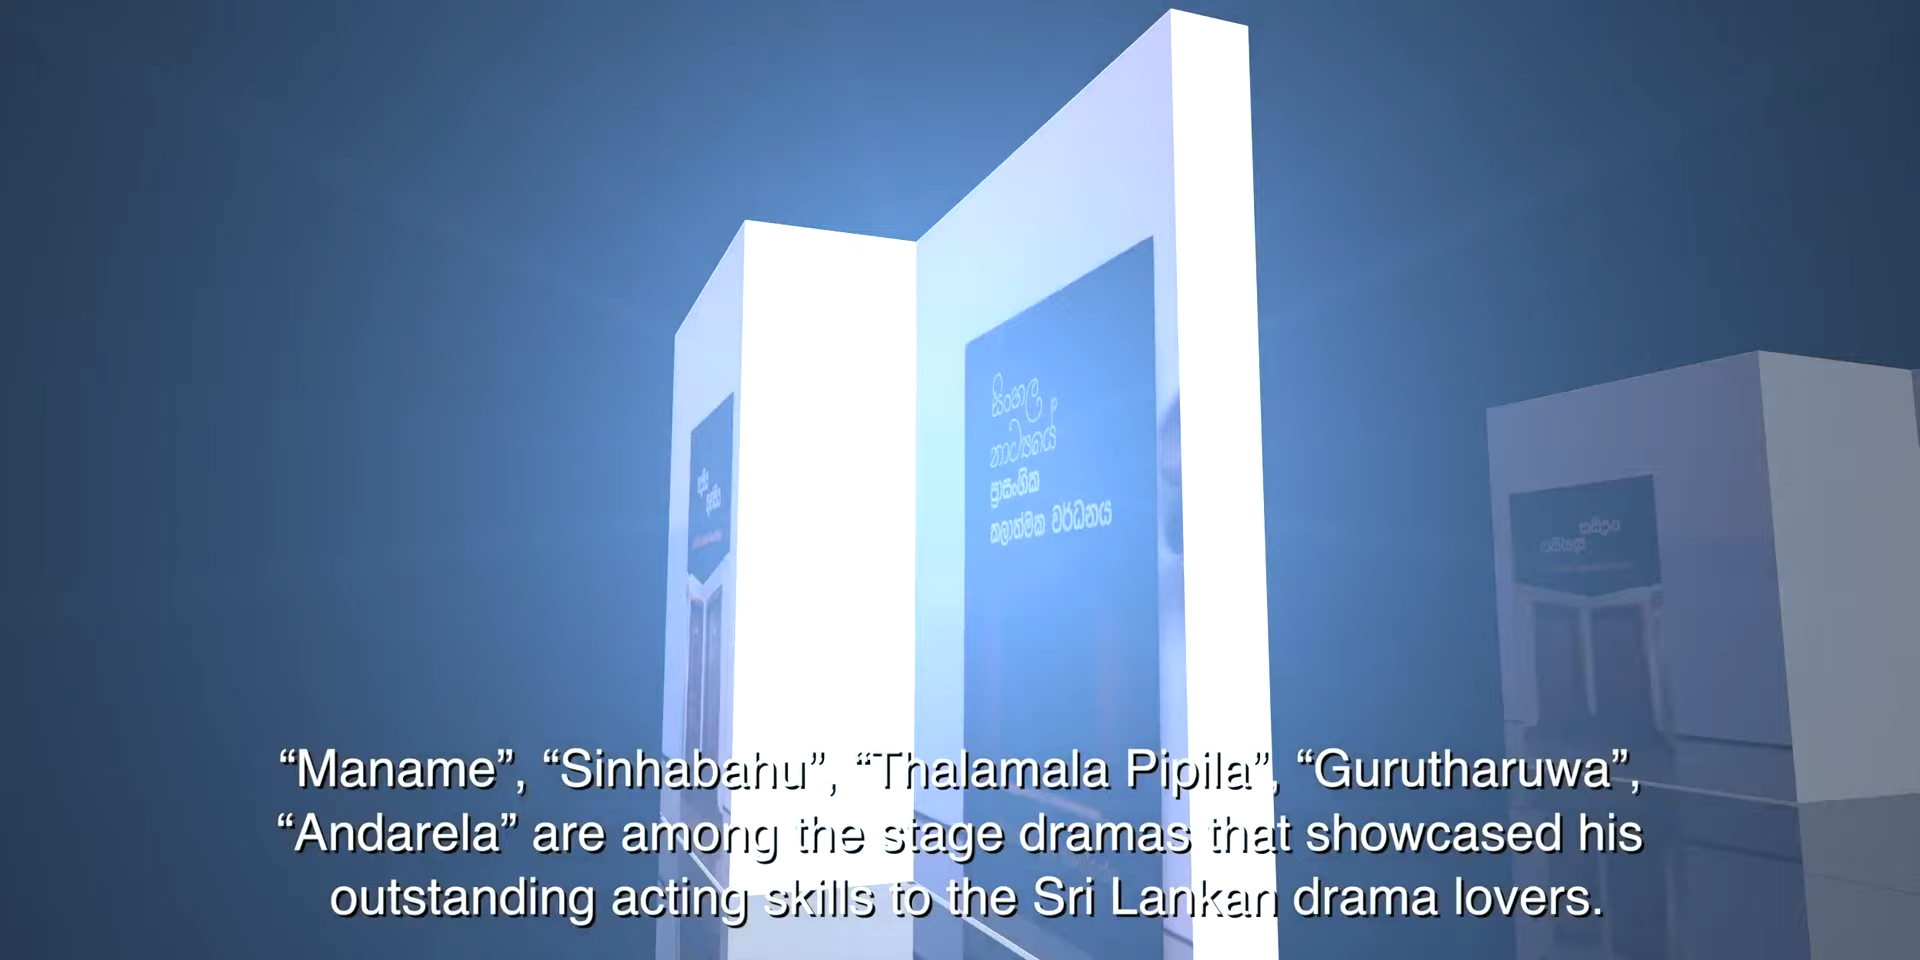 සිංහල
නාට්‍යයේ
ප්‍රාසංගික
කලාත්මක වර්ධනය
“Maname”, “Sinhabahu”, “Thalamala Pipila”, “Gurutharuwa”,
“Andarela” are among the stage dramas that showcased his
outstanding acting skills to the Sri Lankan drama lovers.